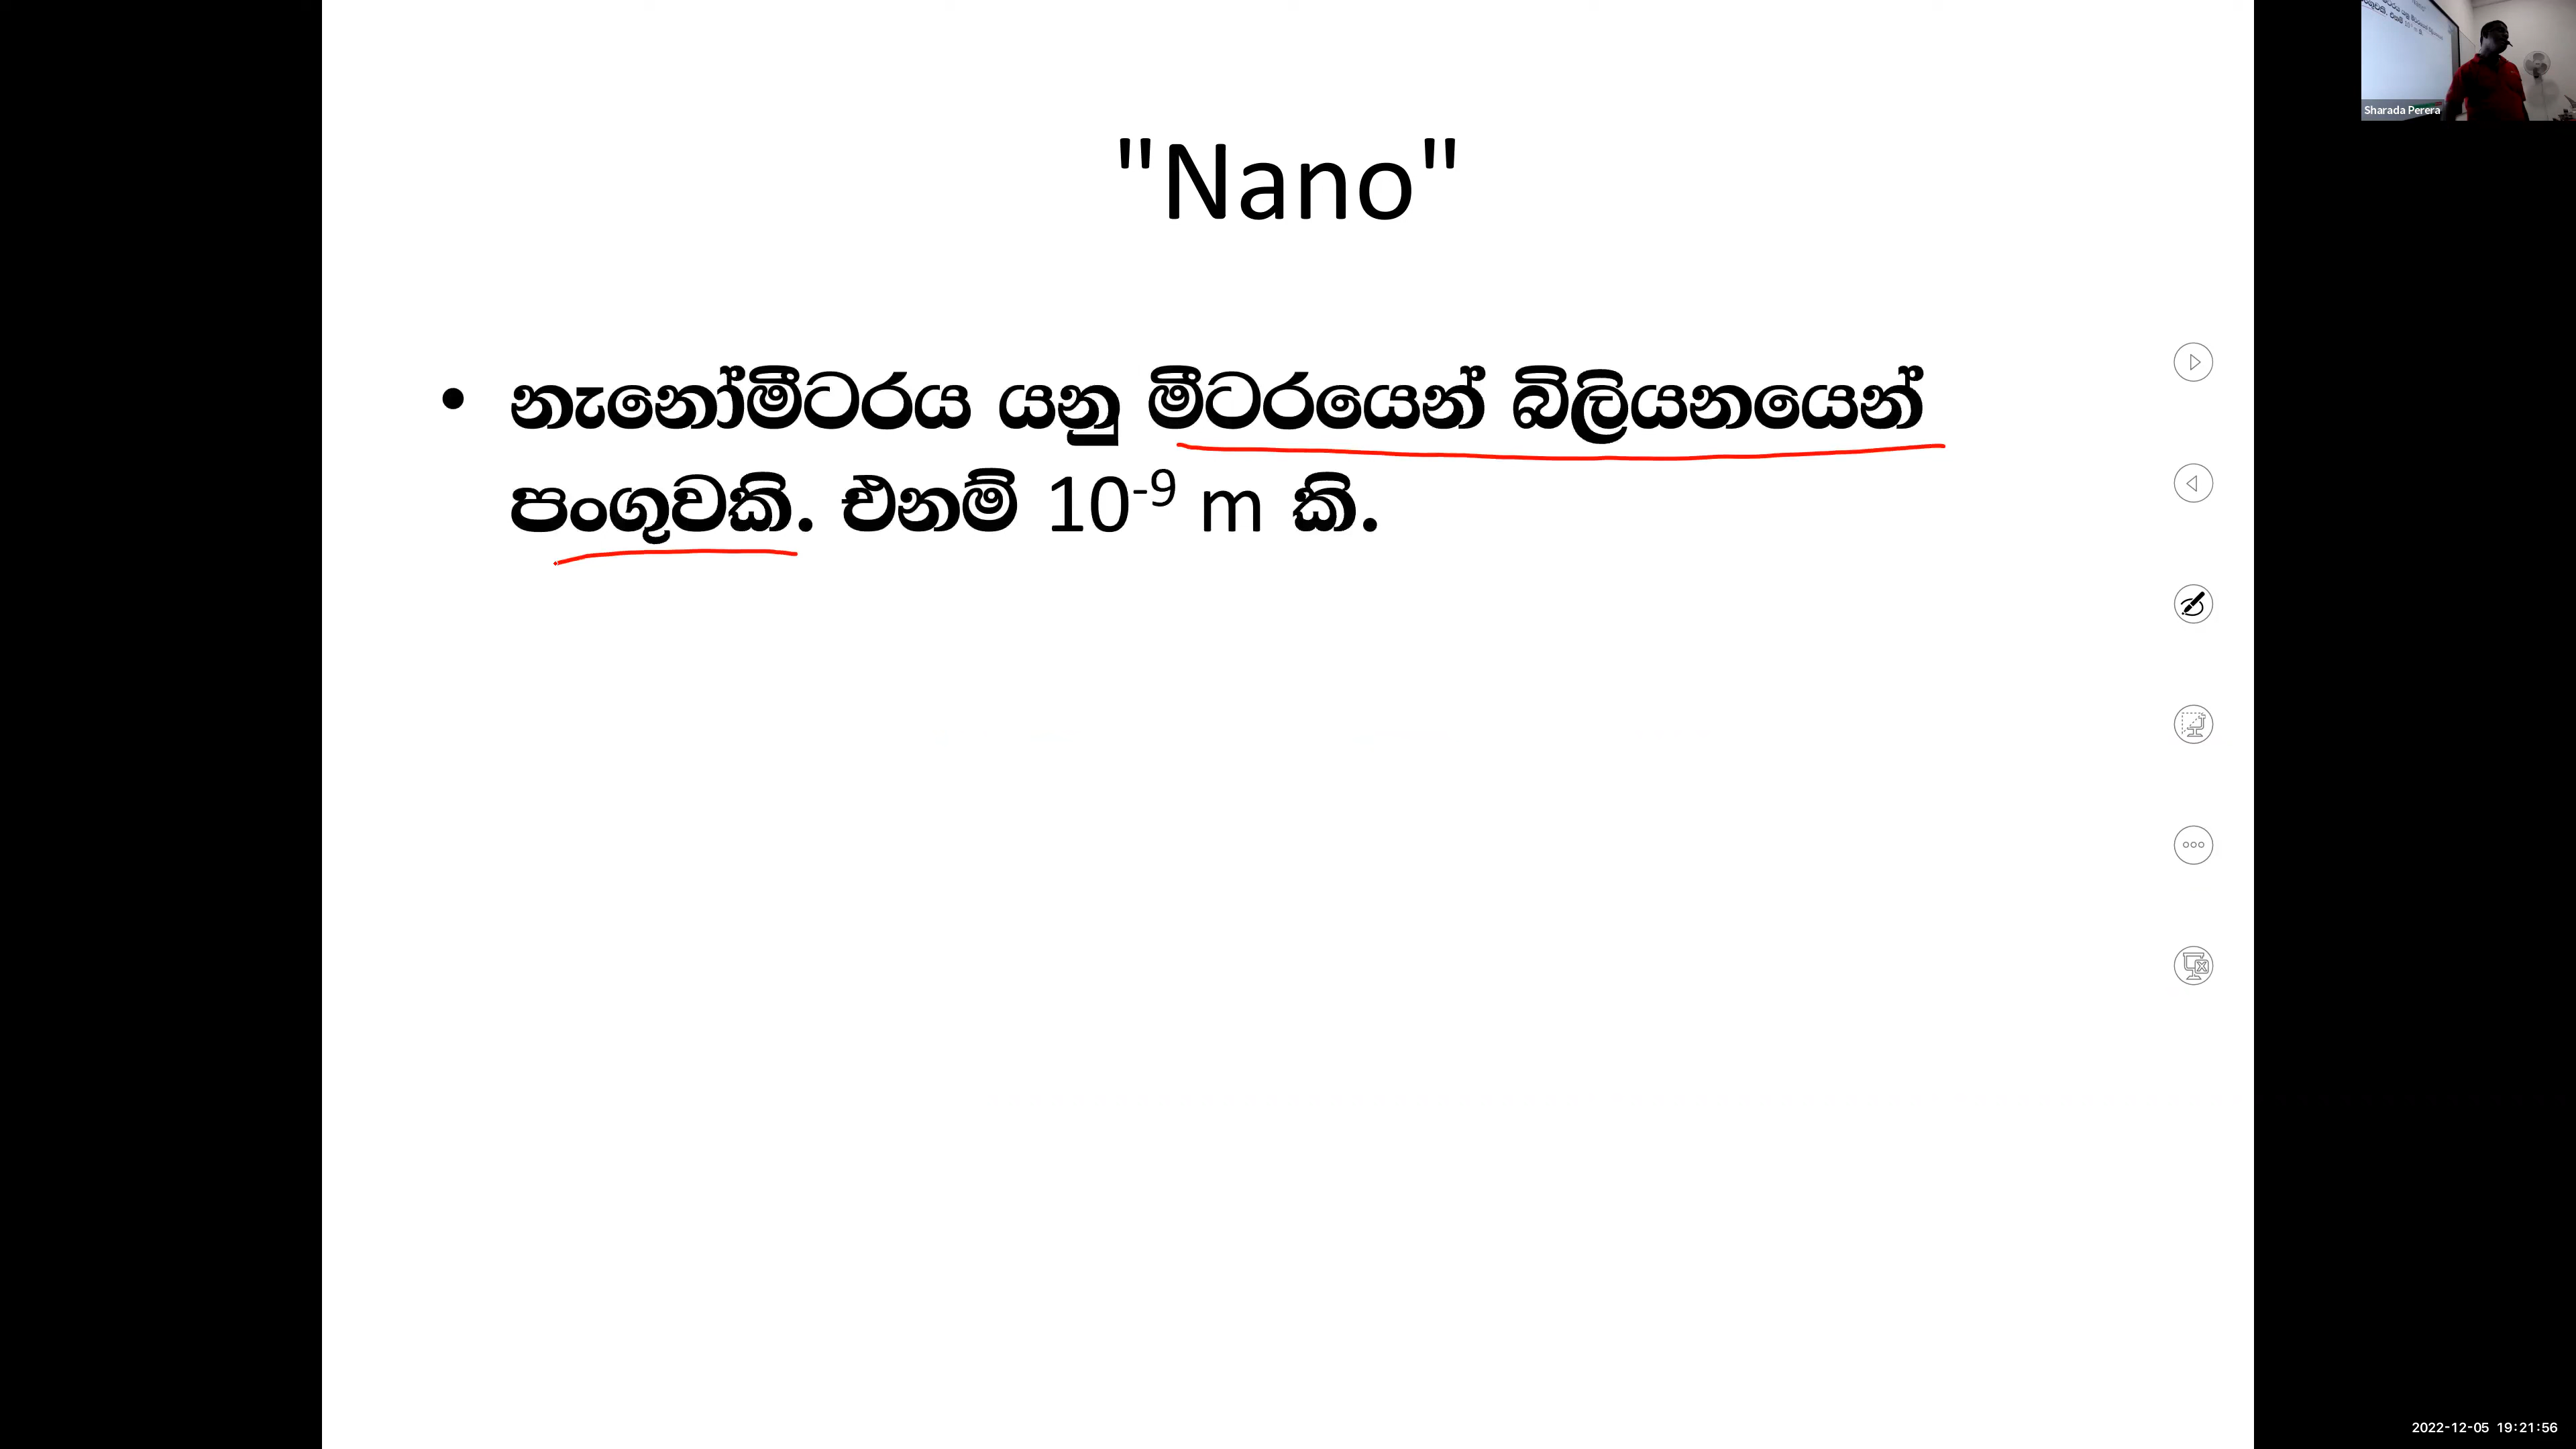 "Nano"
• නැනෝමීටරය යනු මීටරයෙන් බිලියනයෙන්
පංගුවකි. එනම් 10⁻⁹ m කි.
Sharada Perera
2022-12-05 19:21:56